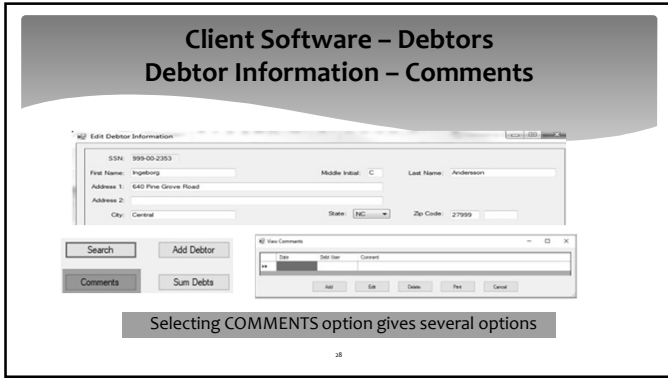 Client Software – Debtors
Debtor Information – Comments
Edit Debtor Information
SSN: 999-00-2353
First Name: Ingeborg Middle Initial: C Last Name: Andersson
Address 1: 640 Pine Grove Road
Address 2:
City: Central State: NC Zip Code: 27999
Search Add Debtor
Comments Sum Debts
View Comments
Date Debt User Comment
Add Edit Delete Print Cancel
Selecting COMMENTS option gives several options
28